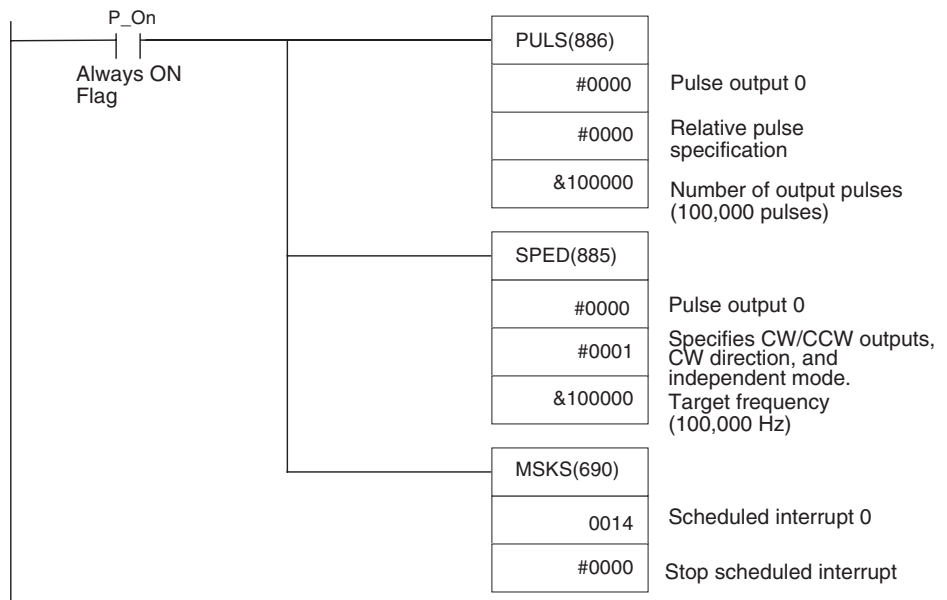 P_On
Always ON
Flag
PULS(886)
#0000
Pulse output 0
#0000
Relative pulse
specification
&100000
Number of output pulses
(100,000 pulses)
SPED(885)
#0000
Pulse output 0
#0001
Specifies CW/CCW outputs,
CW direction, and
independent mode.
&100000
Target frequency
(100,000 Hz)
MSKS(690)
0014
Scheduled interrupt 0
#0000
Stop scheduled interrupt